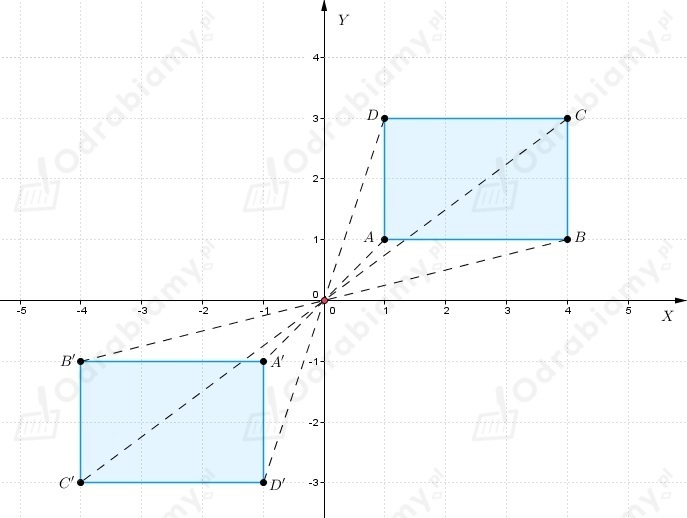 Y
4
D
C
3
2
A
B
1
0
-5
-4
-3
-2
-1
0
1
2
3
4
5
X
B'
A'
-1
-2
C'
D'
-3
Odrabiamy.pl
Odrabiamy.pl
Odrabiamy.pl
Odrabiamy.pl
Odrabiamy.pl
Odrabiamy.pl